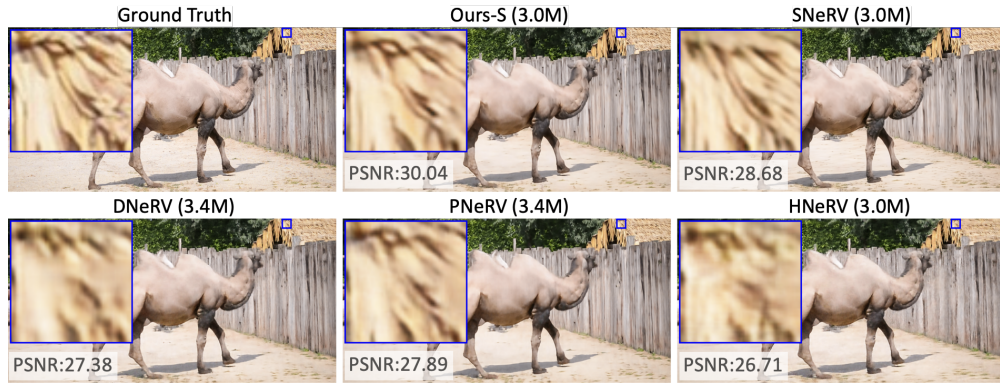 Ground Truth
Ours-S (3.0M)
SNeRV (3.0M)
PSNR:30.04
PSNR:28.68
DNeRV (3.4M)
PNeRV (3.4M)
HNeRV (3.0M)
PSNR:27.38
PSNR:27.89
PSNR:26.71